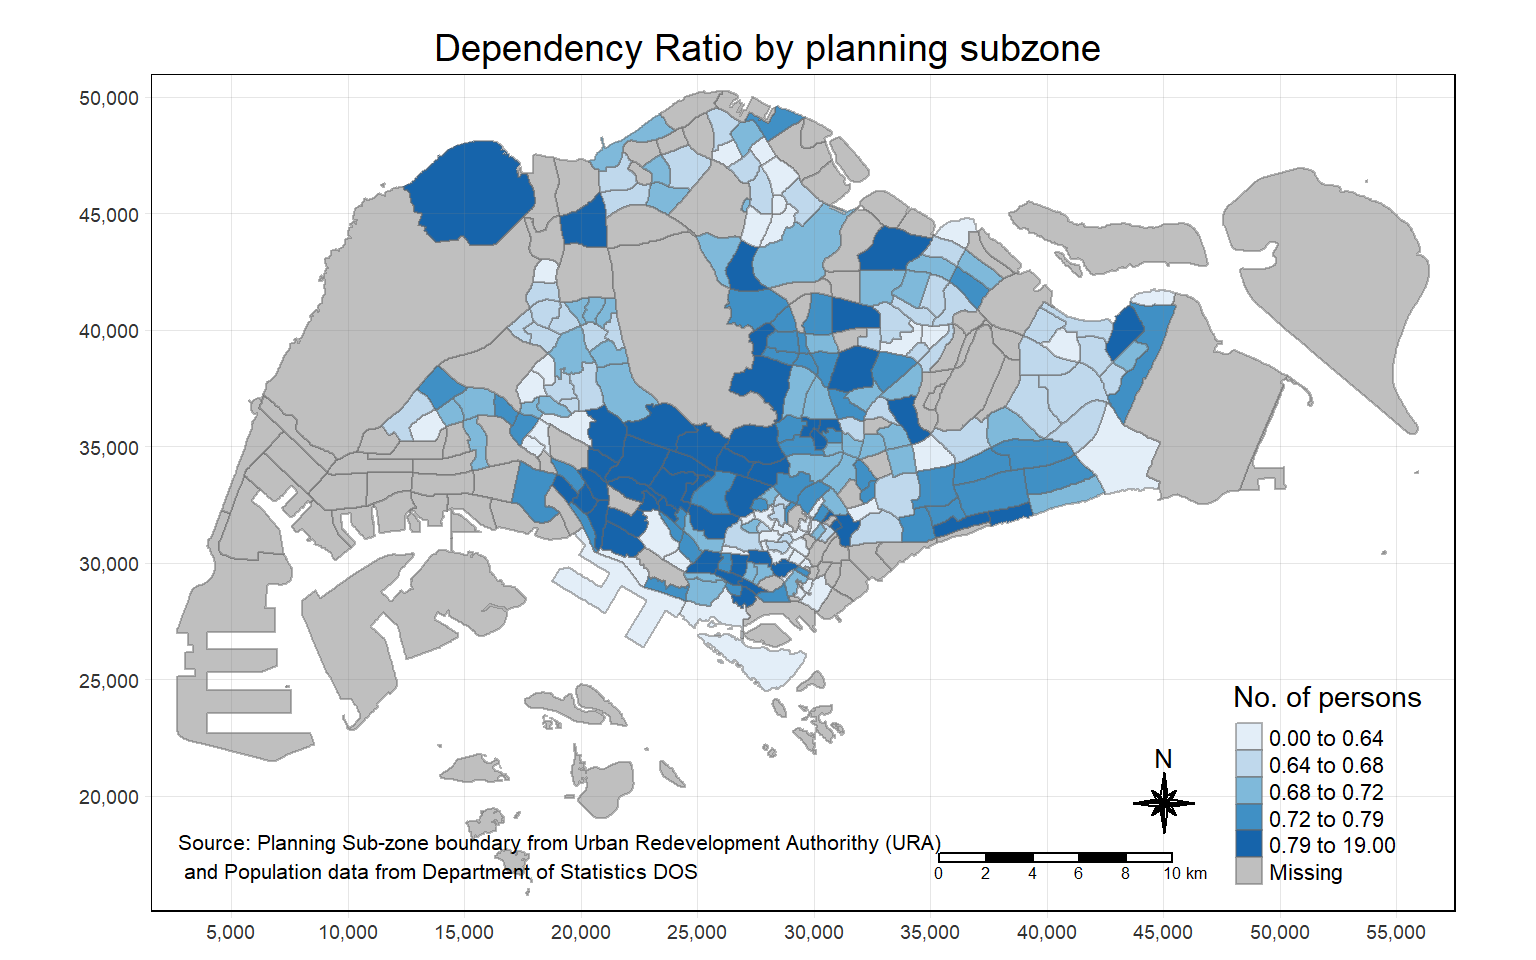 Dependency Ratio by planning subzone
50,000
45,000
40,000
35,000
30,000
25,000
20,000
No. of persons
0.00 to 0.64
0.64 to 0.68
0.68 to 0.72
0.72 to 0.79
0.79 to 19.00
Missing
N
Source: Planning Sub-zone boundary from Urban Redevelopment Authorithy (URA)
and Population data from Department of Statistics DOS
0 2 4 6 8 10 km
5,000 10,000 15,000 20,000 25,000 30,000 35,000 40,000 45,000 50,000 55,000